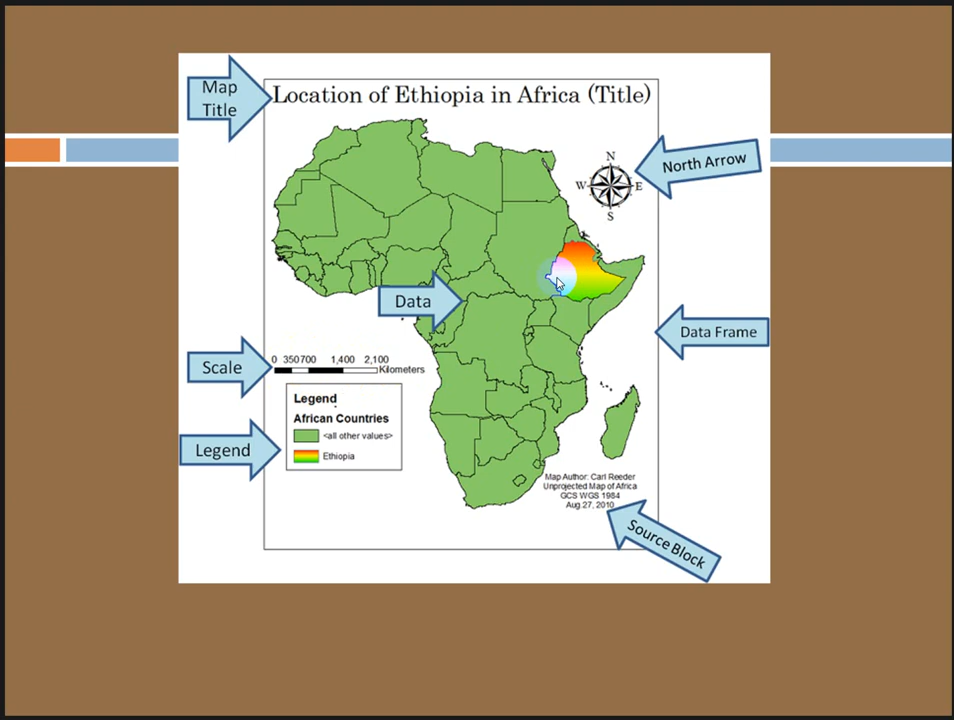 Map
Title
Location of Ethiopia in Africa (Title)
N
W
E
S
North Arrow
Data
Data Frame
Scale
0 350 700 1,400 2,100
Kilometers
Legend
Legend
African Countries
<all other values>
Ethiopia
Map Author: Carl Reeder
Unprojected Map of Africa
GCS WGS 1984
Aug.27, 2010
Source Block